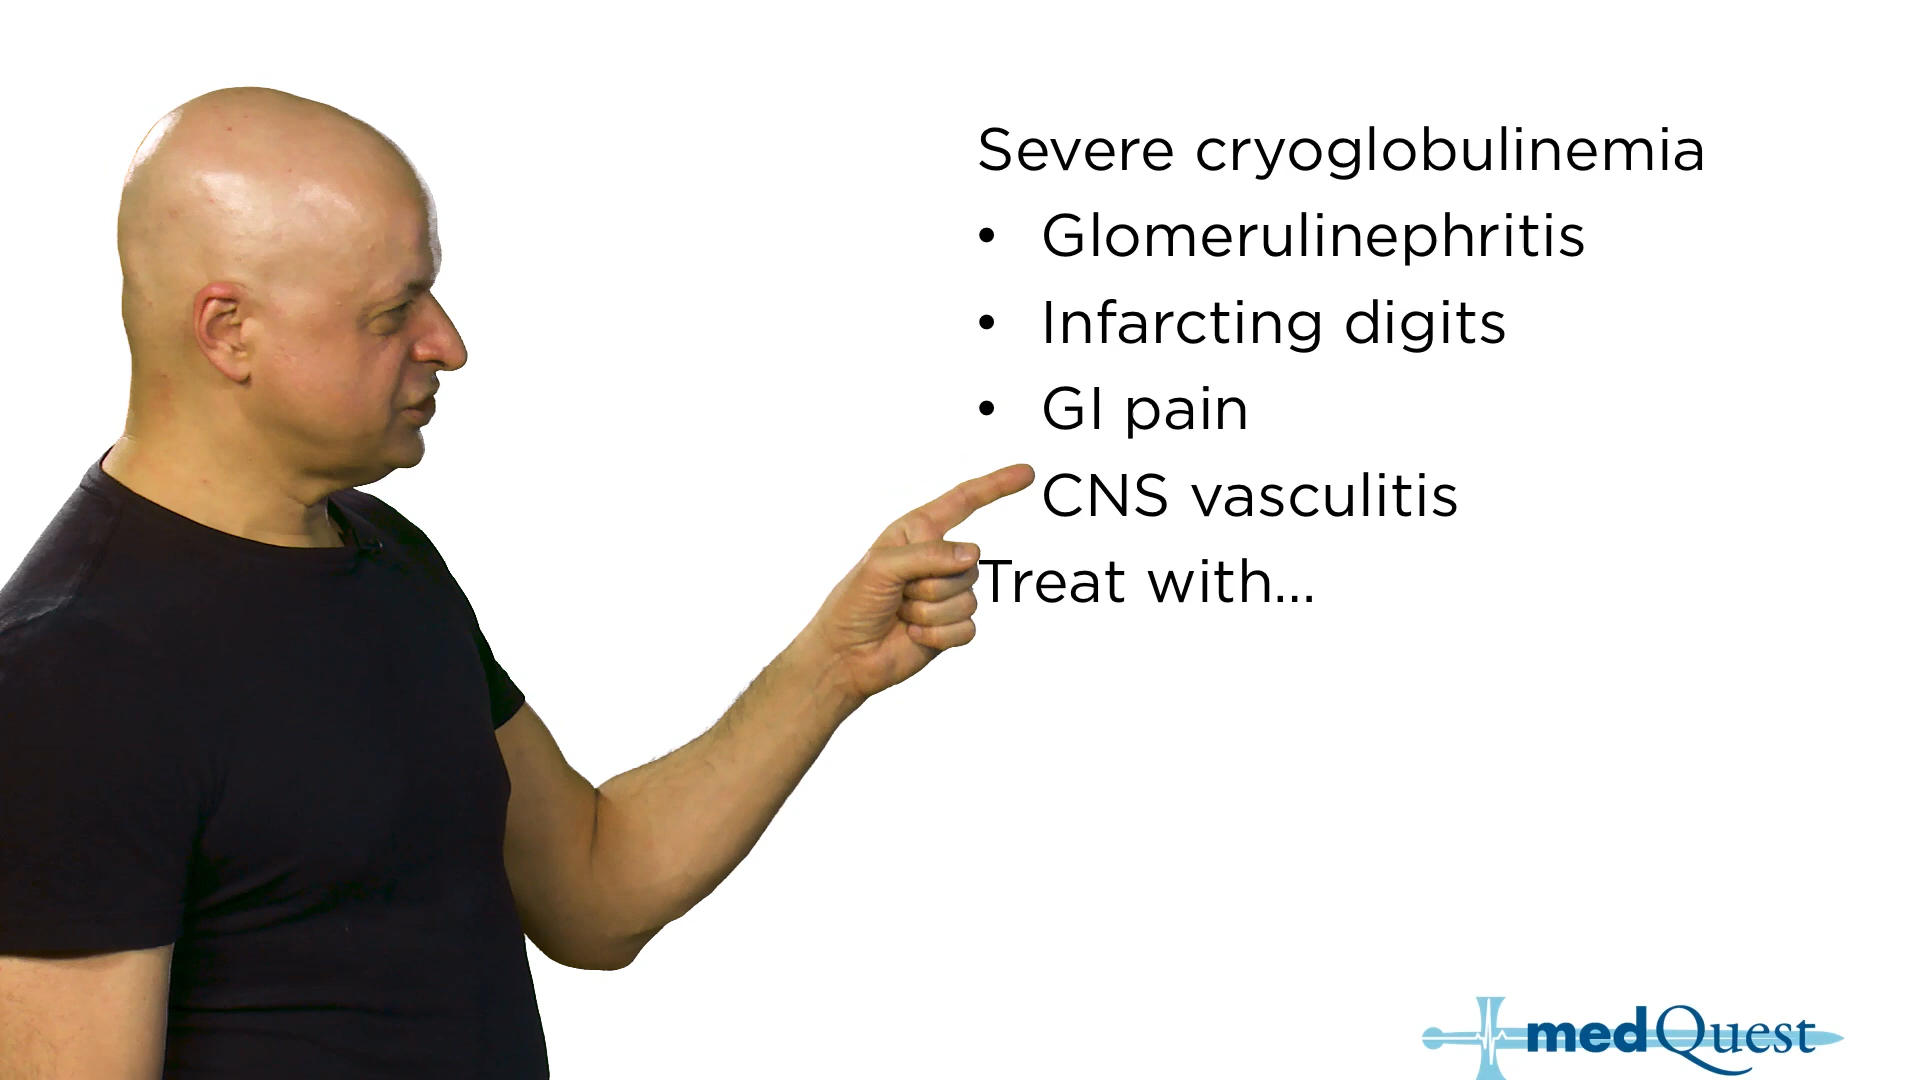 Severe cryoglobulinemia
• Glomerulinephritis
• Infarcting digits
• GI pain
CNS vasculitis
Treat with...
medQuest